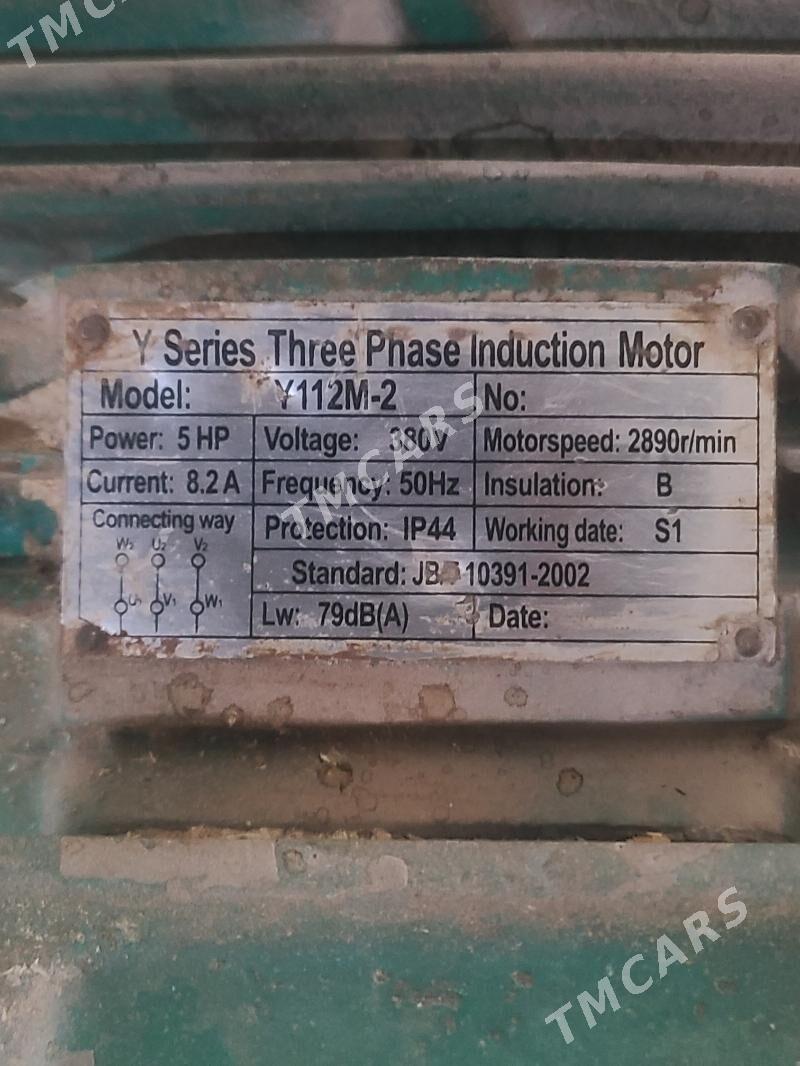 TMCARS
Y Series Three Phase Induction Motor
Model: Y112M-2 No:
Power: 5 HP Voltage: 380V Motorspeed: 2890r/min
Current: 8.2 A Frequency: 50Hz Insulation: B
Connecting way Protection: IP44 Working date: S1
W2 U2 V2
Standard: JB 10391-2002
U1 V1 W1
Lw: 79dB(A) Date:
TMCARS
TMCARS